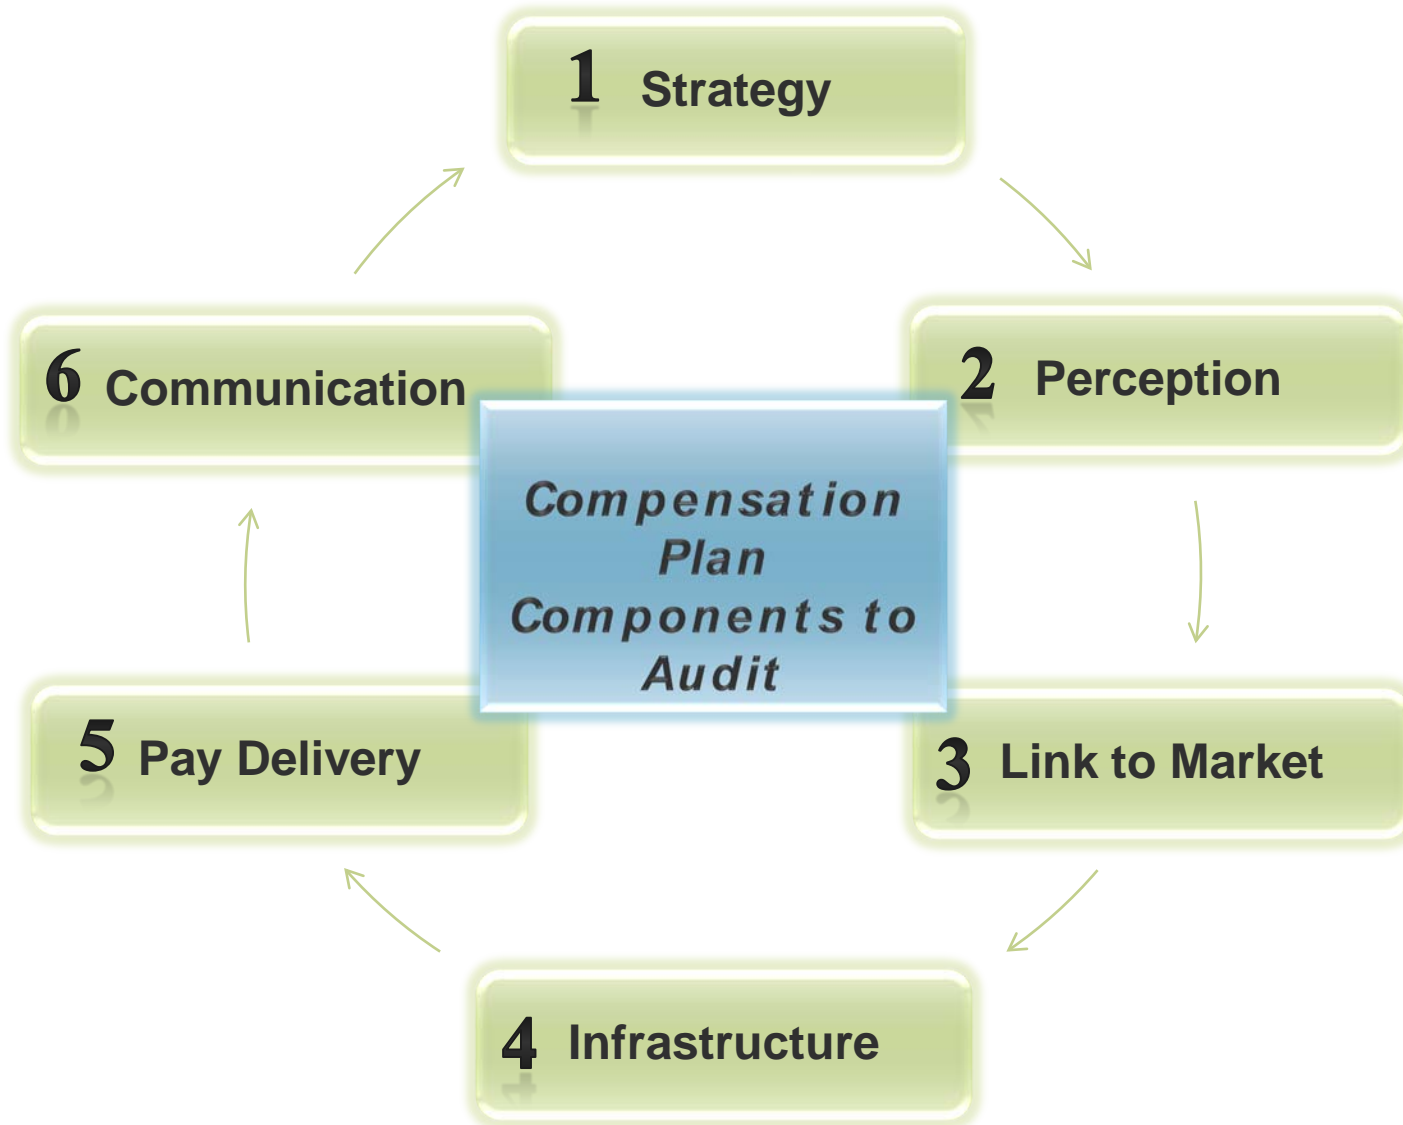 1 Strategy
2 Perception
3 Link to Market
4 Infrastructure
5 Pay Delivery
6 Communication
Compensation
Plan
Components to
Audit